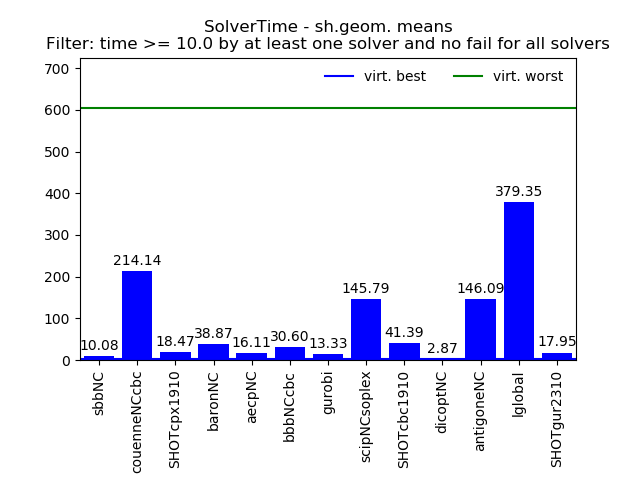 SolverTime - sh.geom. means
Filter: time >= 10.0 by at least one solver and no fail for all solvers
virt. best
virt. worst
700
600
500
400
300
200
100
0
10.08
214.14
18.47
38.87
16.11
30.60
13.33
145.79
41.39
2.87
146.09
379.35
17.95
sbbNC
couenneNCcbc
SHOTcpx1910
baronNC
aecpNC
bbbNCcbc
gurobi
scipNCsoplex
SHOTcbc1910
dicoptNC
antigoneNC
lglobal
SHOTgur2310